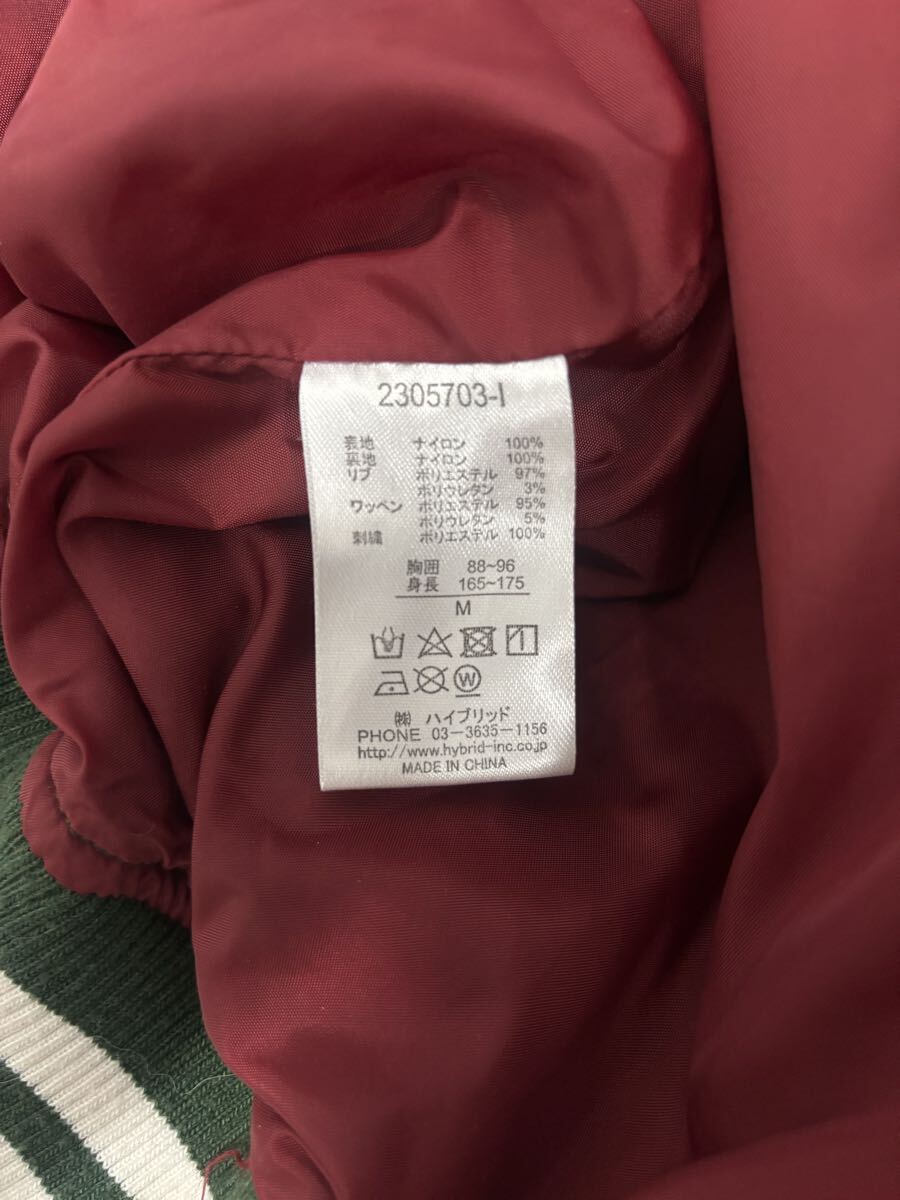 2305703-I
表地 ナイロン 100%
裏地 ナイロン 100%
リブ ポリエステル 97%
ポリウレタン 3%
ワッペン ポリエステル 95%
ポリウレタン 5%
刺繍 ポリエステル 100%
胸囲 88~96
身長 165~175
M
W
㈱ ハイブリッド
PHONE 03-3635-1156
http://www.hybrid-inc.co.jp
MADE IN CHINA